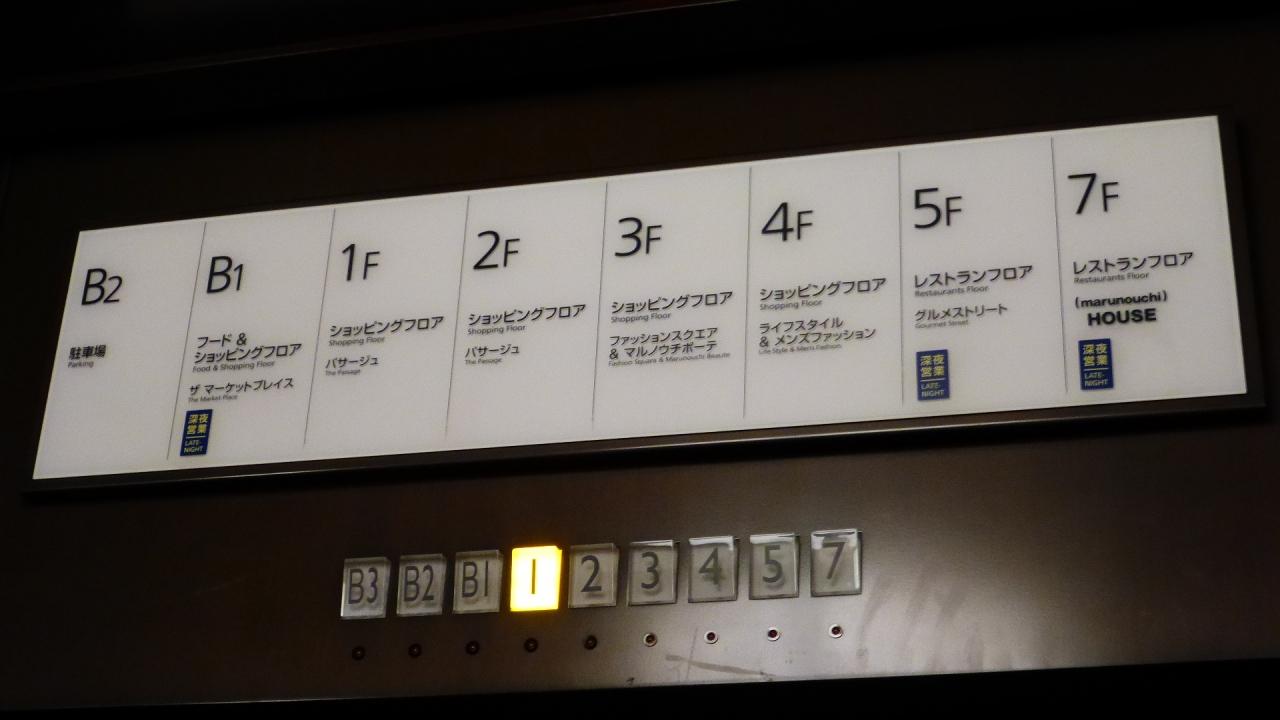 B2
駐車場
Parking
B1
フード &
ショッピングフロア
Food & Shopping Floor
ザ マーケットプレイス
The Market Place
深夜
営業
LATE-
NIGHT
1F
ショッピングフロア
Shopping Floor
パサージュ
The Passage
2F
ショッピングフロア
Shopping Floor
パサージュ
The Passage
3F
ショッピングフロア
Shopping Floor
ファッションスクエア
& マルノウチボーテ
Fashion Square & Marunouchi Beaute
4F
ショッピングフロア
Shopping Floor
ライフスタイル
& メンズファッション
Life Style & Men's Fashion
5F
レストランフロア
Restaurants Floor
グルメストリート
Gourmet Street
深夜
営業
LATE-
NIGHT
7F
レストランフロア
Restaurants Floor
(marunouchi)
HOUSE
深夜
営業
LATE-
NIGHT
B3 B2 B1 1 2 3 4 5 7